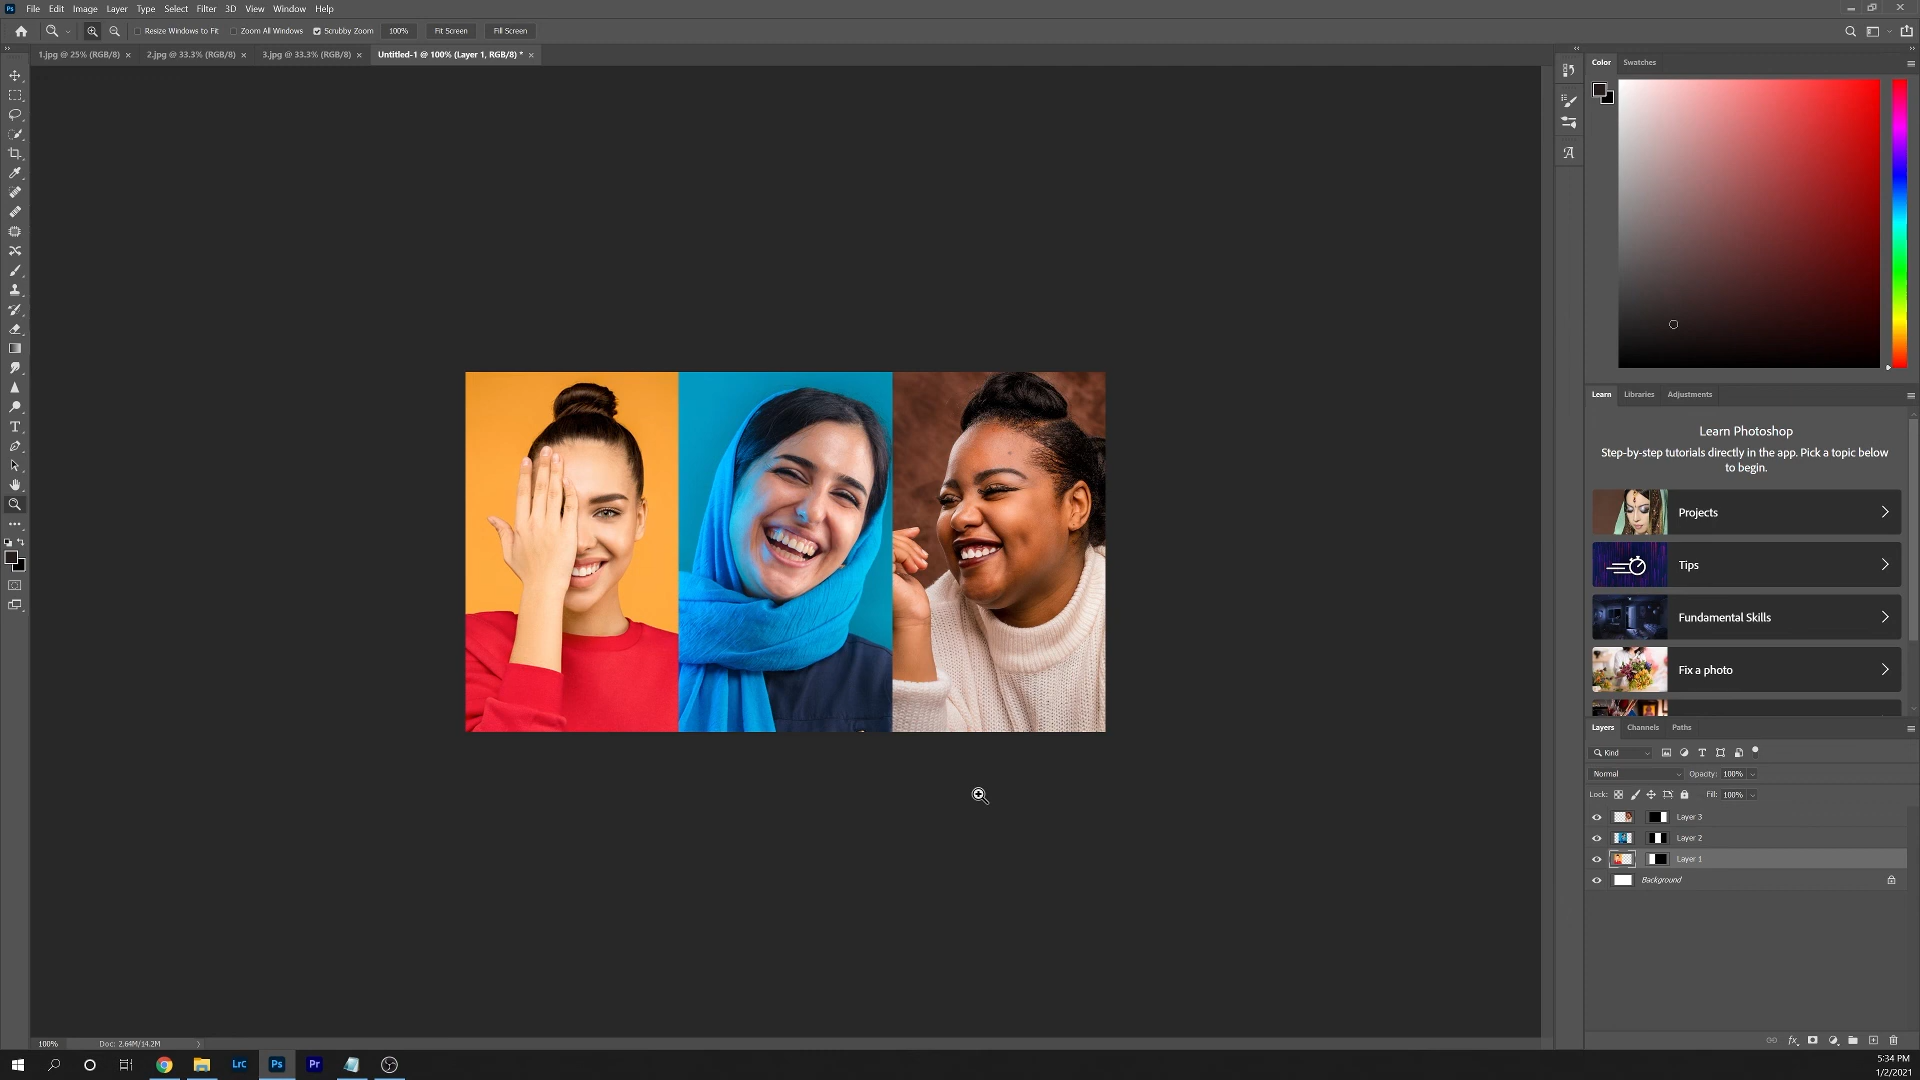 Ps File Edit Image Layer Type Select Filter 3D View Window Help
Resize Windows to Fit Zoom All Windows Scrubby Zoom 100% Fit Screen Fill Screen
1.jpg @ 25% (RGB/8) × 2.jpg @ 33.3% (RGB/8) × 3.jpg @ 33.3% (RGB/8) × Untitled-1 @ 100% (Layer 1, RGB/8) * ×
Color Swatches
Learn Libraries Adjustments
Learn Photoshop
Step-by-step tutorials directly in the app. Pick a topic below
to begin.
Projects
Tips
Fundamental Skills
Fix a photo
Layers Channels Paths
Kind
Normal Opacity: 100%
Lock: Fill: 100%
Layer 3
Layer 2
Layer 1
Background
fx
100% Doc: 2.64M/14.2M
LrC Ps Pr
5:34 PM
1/2/2021